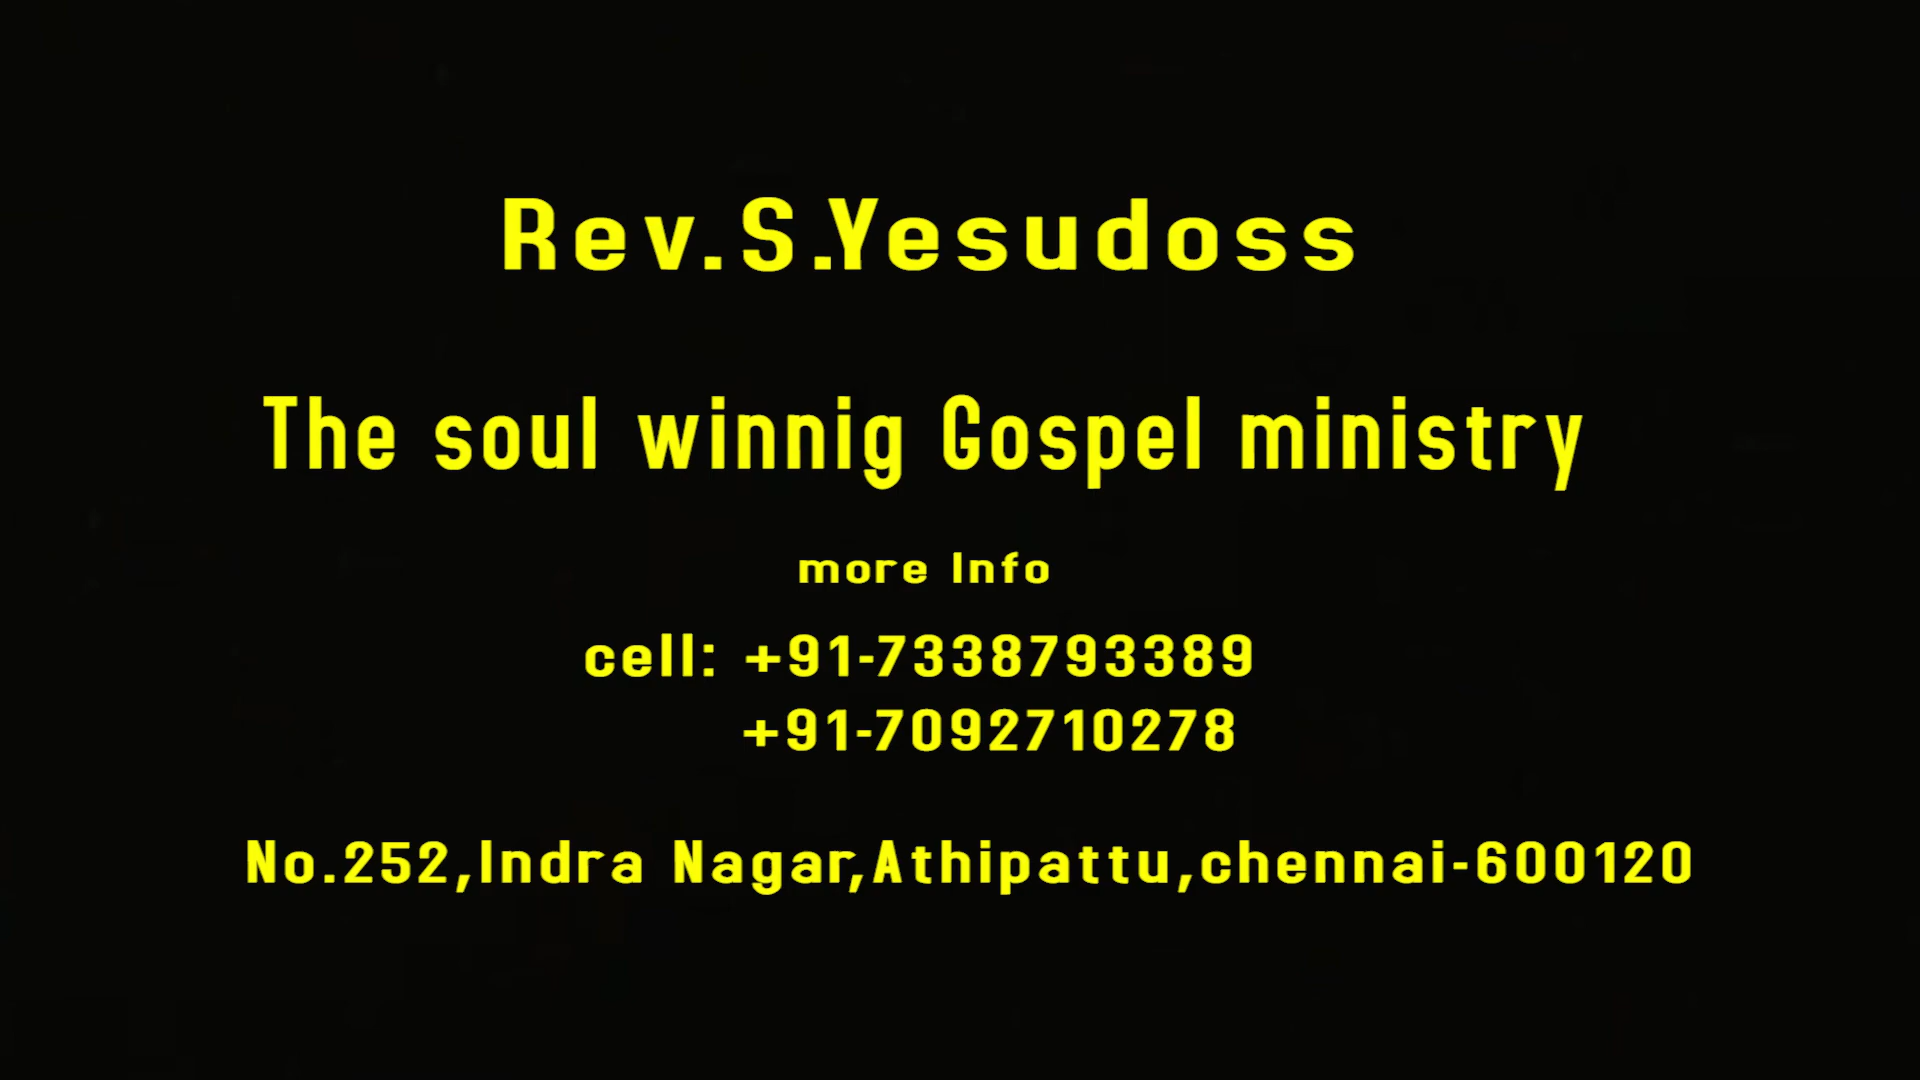 Rev.S.Yesudoss
The soul winnig Gospel ministry
more Info
cell: +91-7338793389
+91-7092710278
No.252,Indra Nagar,Athipattu,chennai-600120